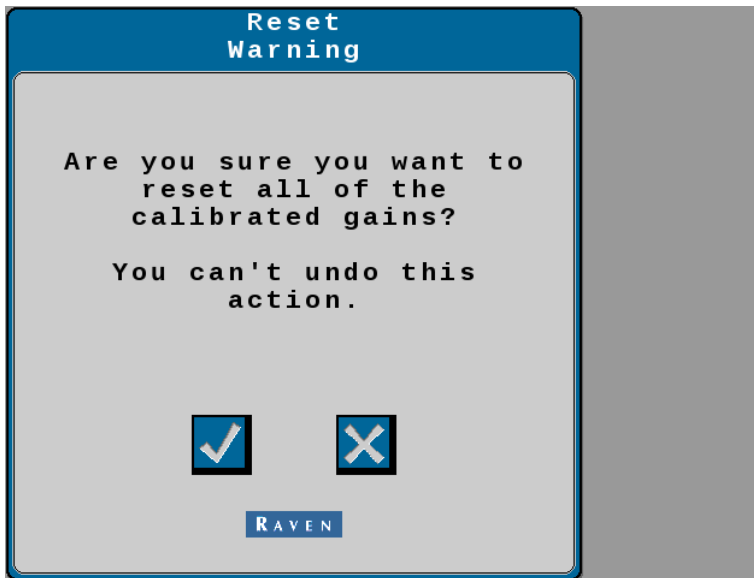 Reset
Warning
Are you sure you want to
reset all of the
calibrated gains?
You can't undo this
action.
RAVEN